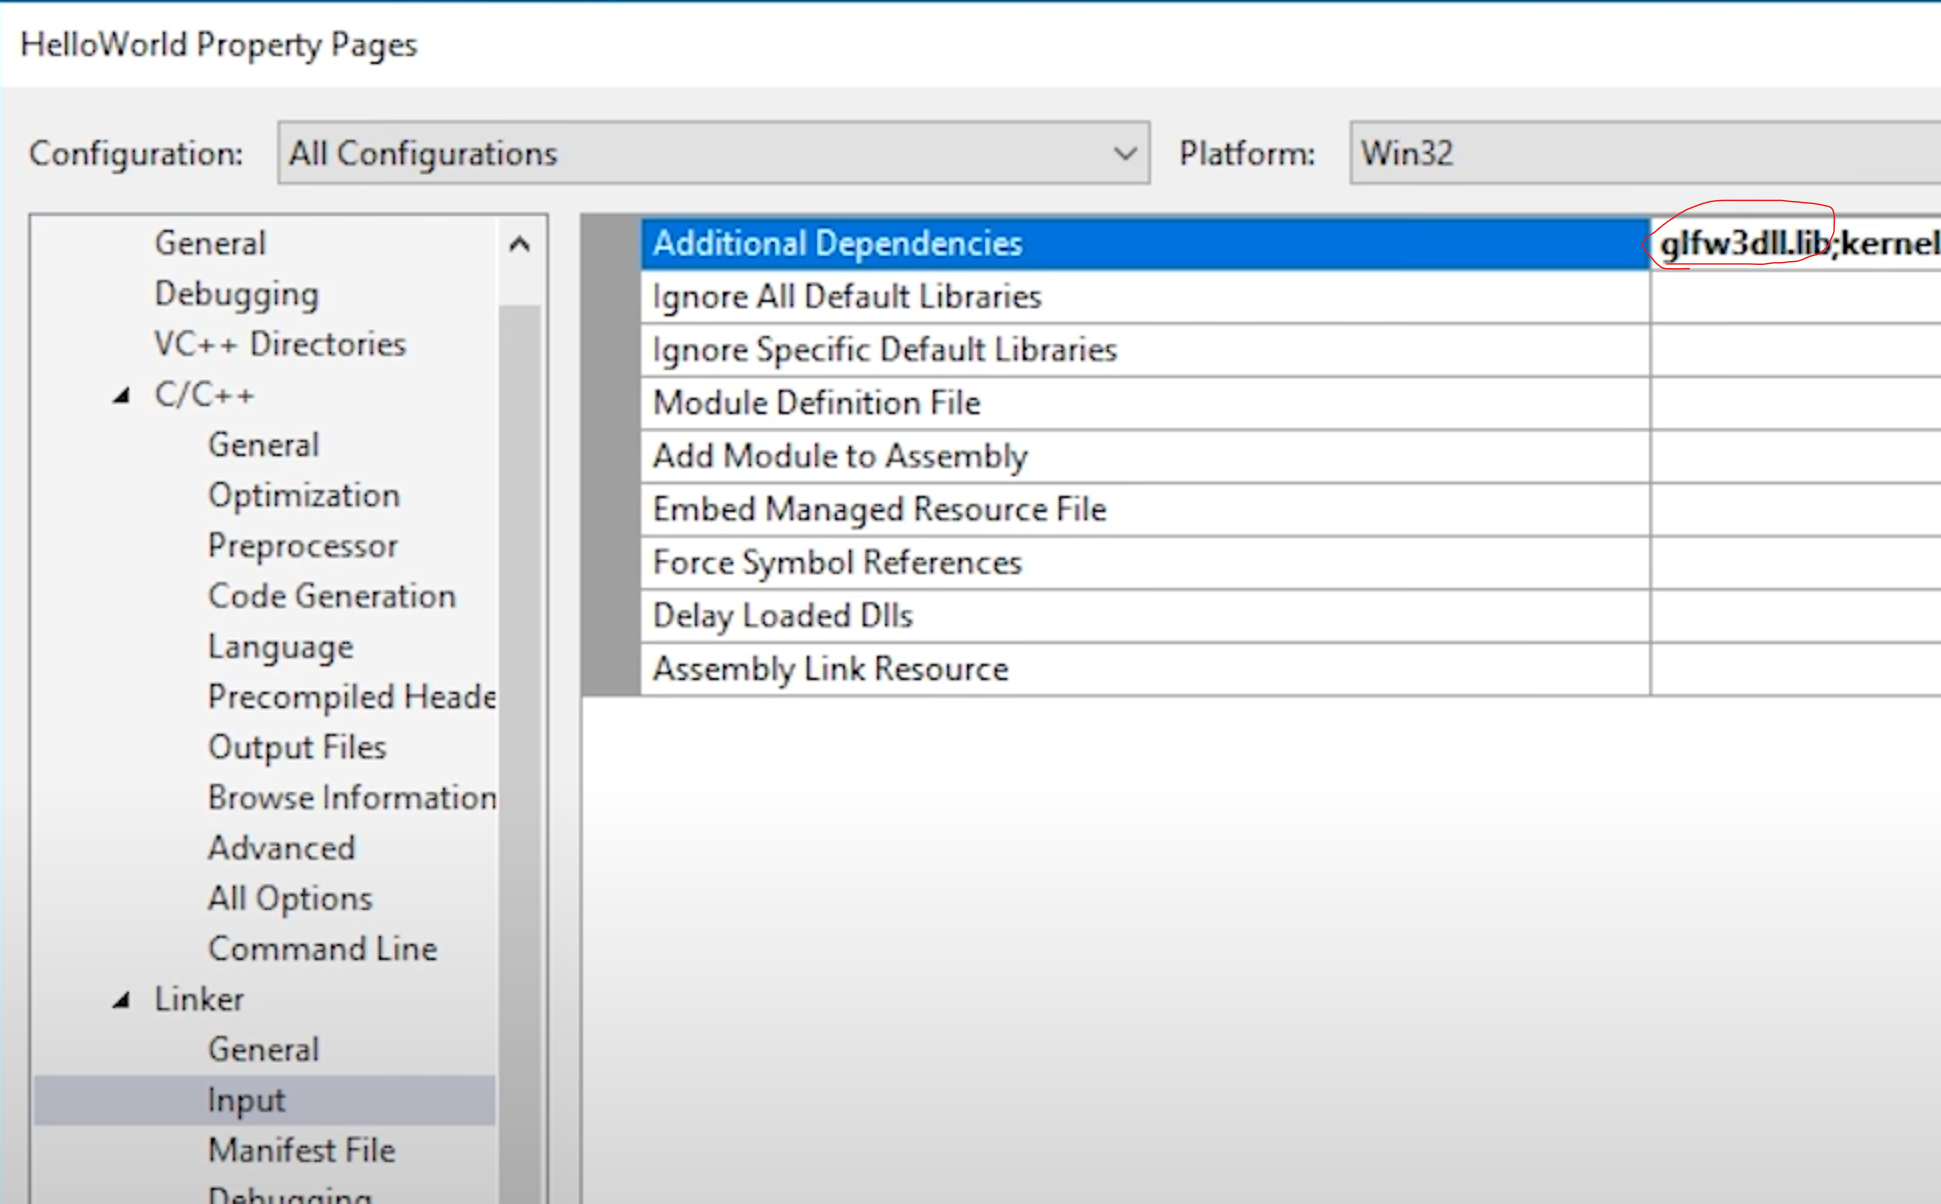 HelloWorld Property Pages
Configuration: All Configurations Platform: Win32
General
Debugging
VC++ Directories
C/C++
General
Optimization
Preprocessor
Code Generation
Language
Precompiled Heade
Output Files
Browse Information
Advanced
All Options
Command Line
Linker
General
Input
Manifest File
Debugging
Additional Dependencies glfw3dll.lib;kernel
Ignore All Default Libraries
Ignore Specific Default Libraries
Module Definition File
Add Module to Assembly
Embed Managed Resource File
Force Symbol References
Delay Loaded Dlls
Assembly Link Resource